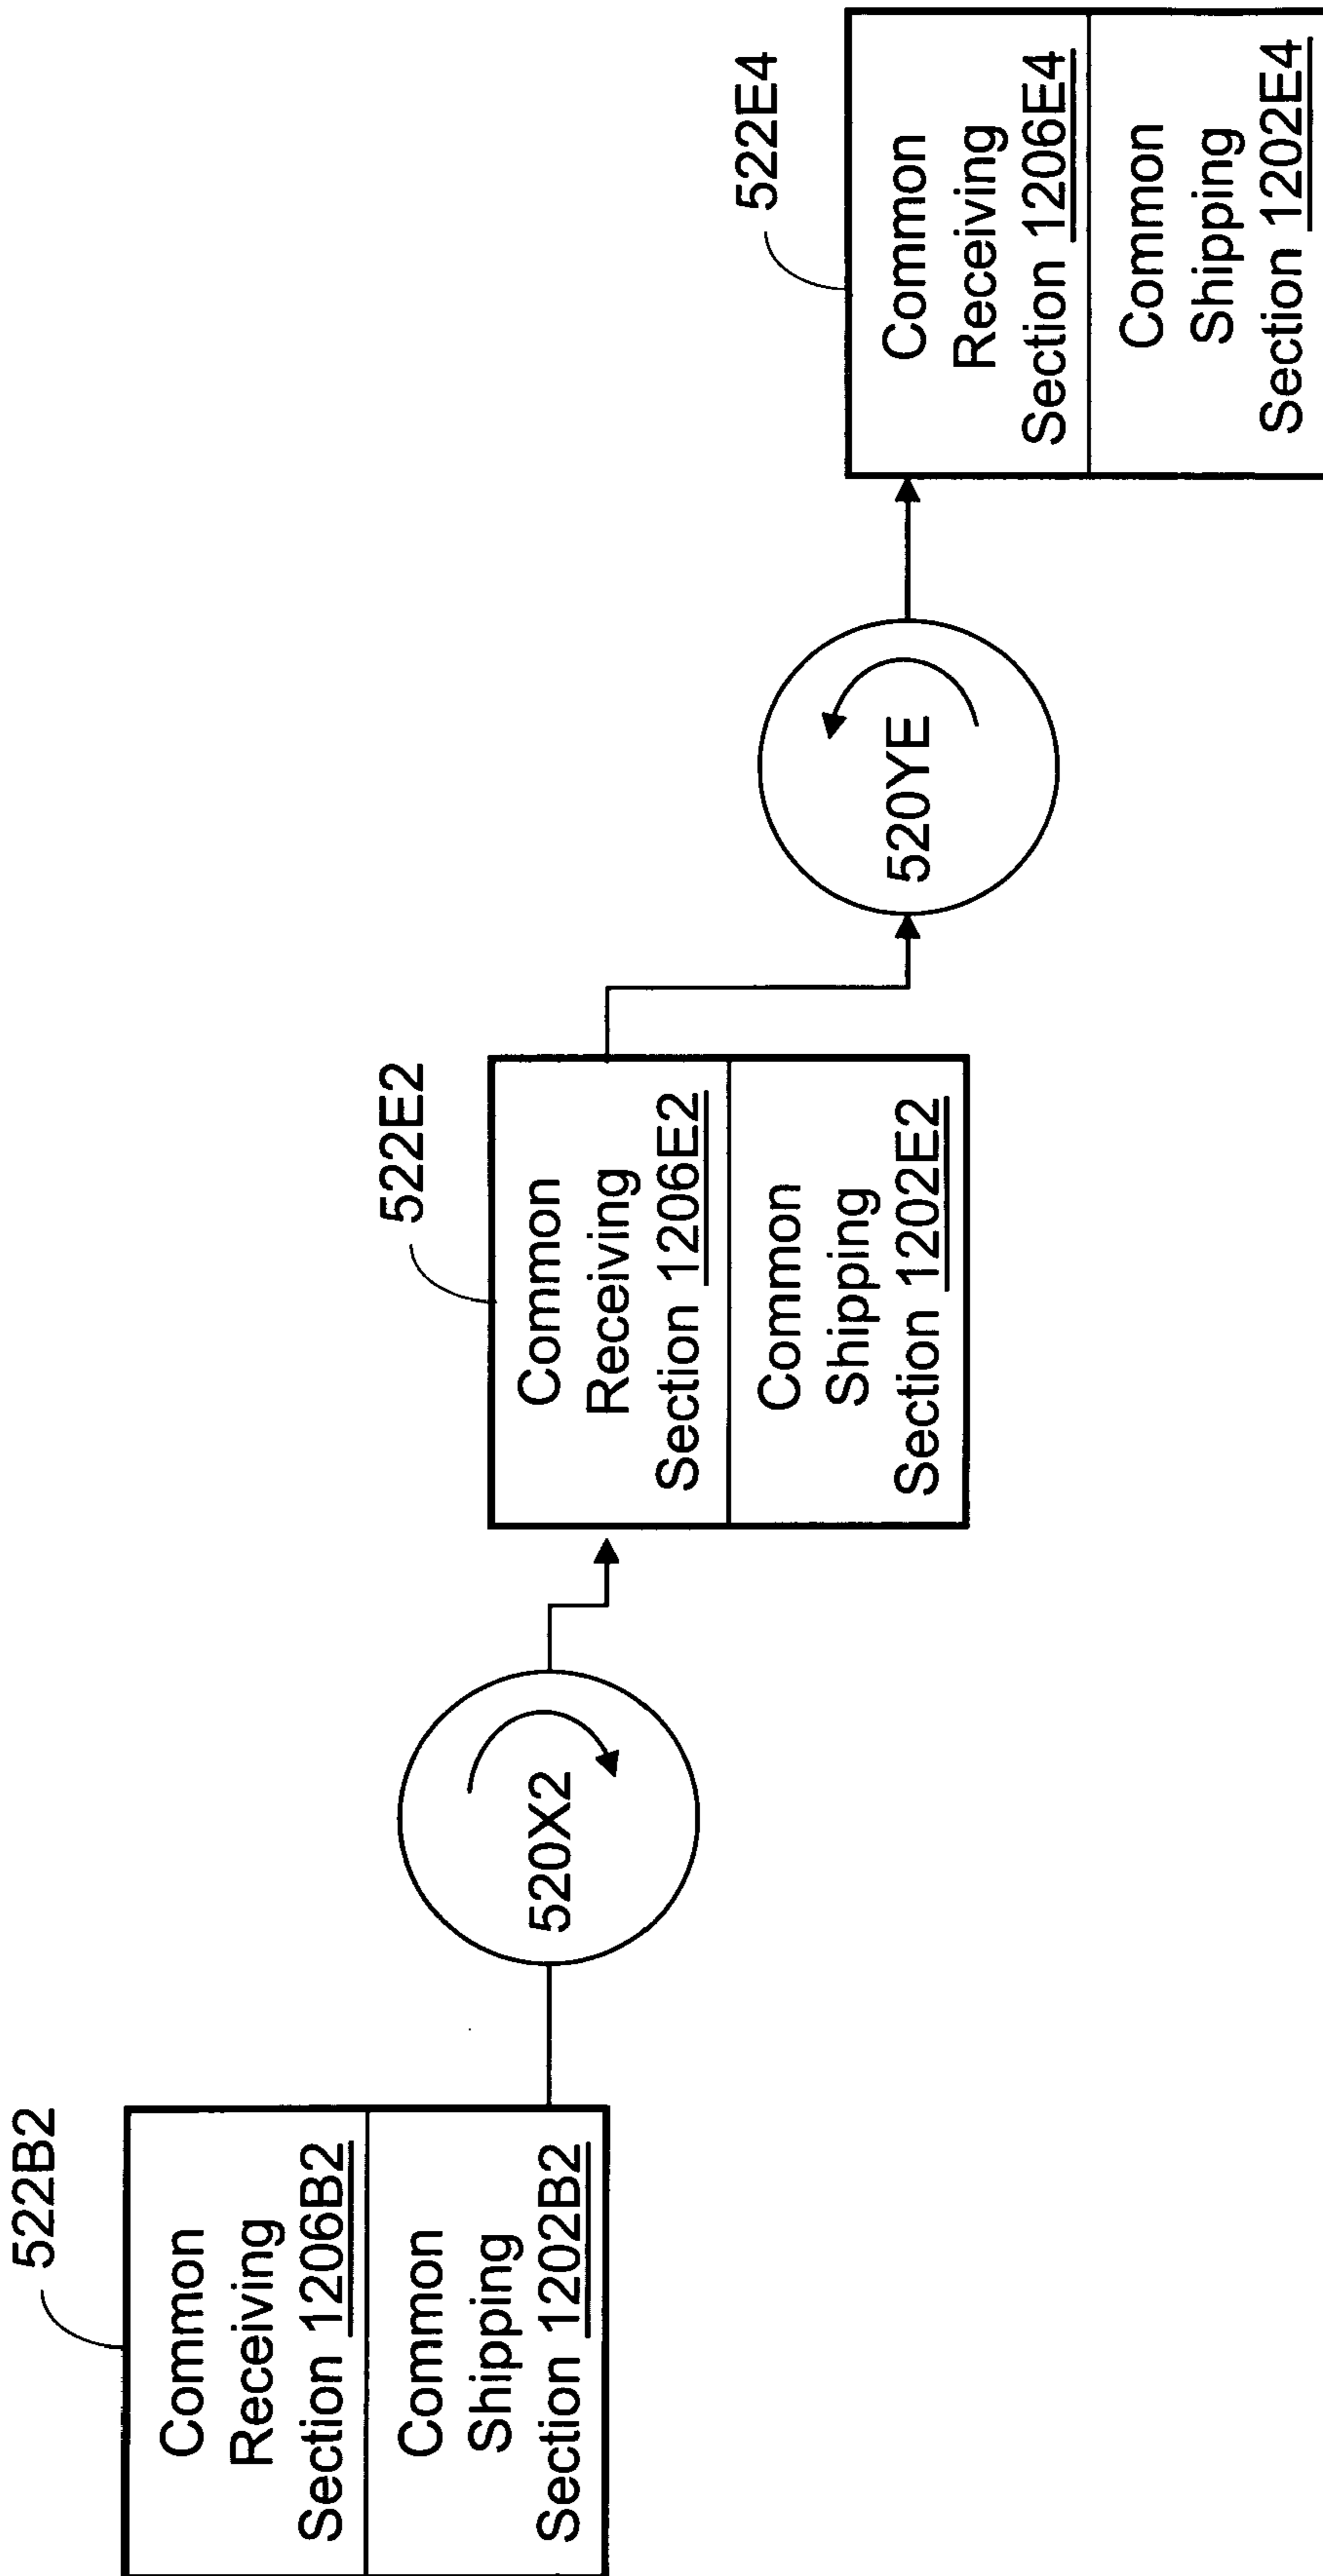 522B2
Common
Receiving
Section 1206B2
Common
Shipping
Section 1202B2
520X2
522E2
Common
Receiving
Section 1206E2
Common
Shipping
Section 1202E2
520YE
522E4
Common
Receiving
Section 1206E4
Common
Shipping
Section 1202E4